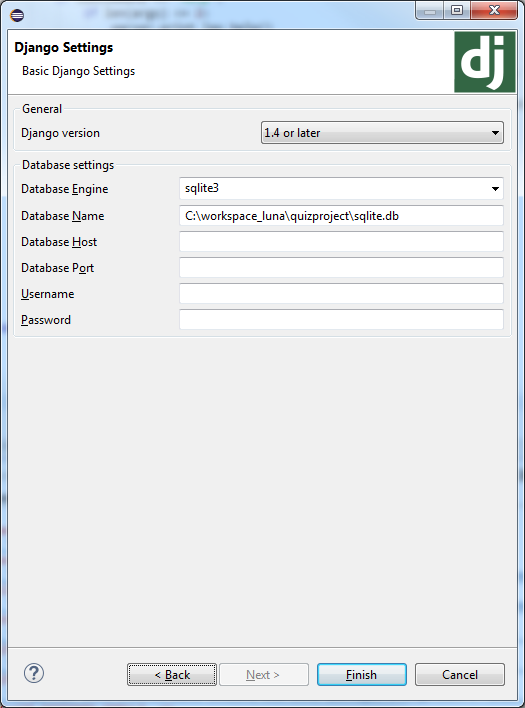 Django Settings
Basic Django Settings
dj
General
Django version 1.4 or later
Database settings
Database Engine sqlite3
Database Name C:\workspace_luna\quizproject\sqlite.db
Database Host
Database Port
Username
Password
? < Back Next > Finish Cancel